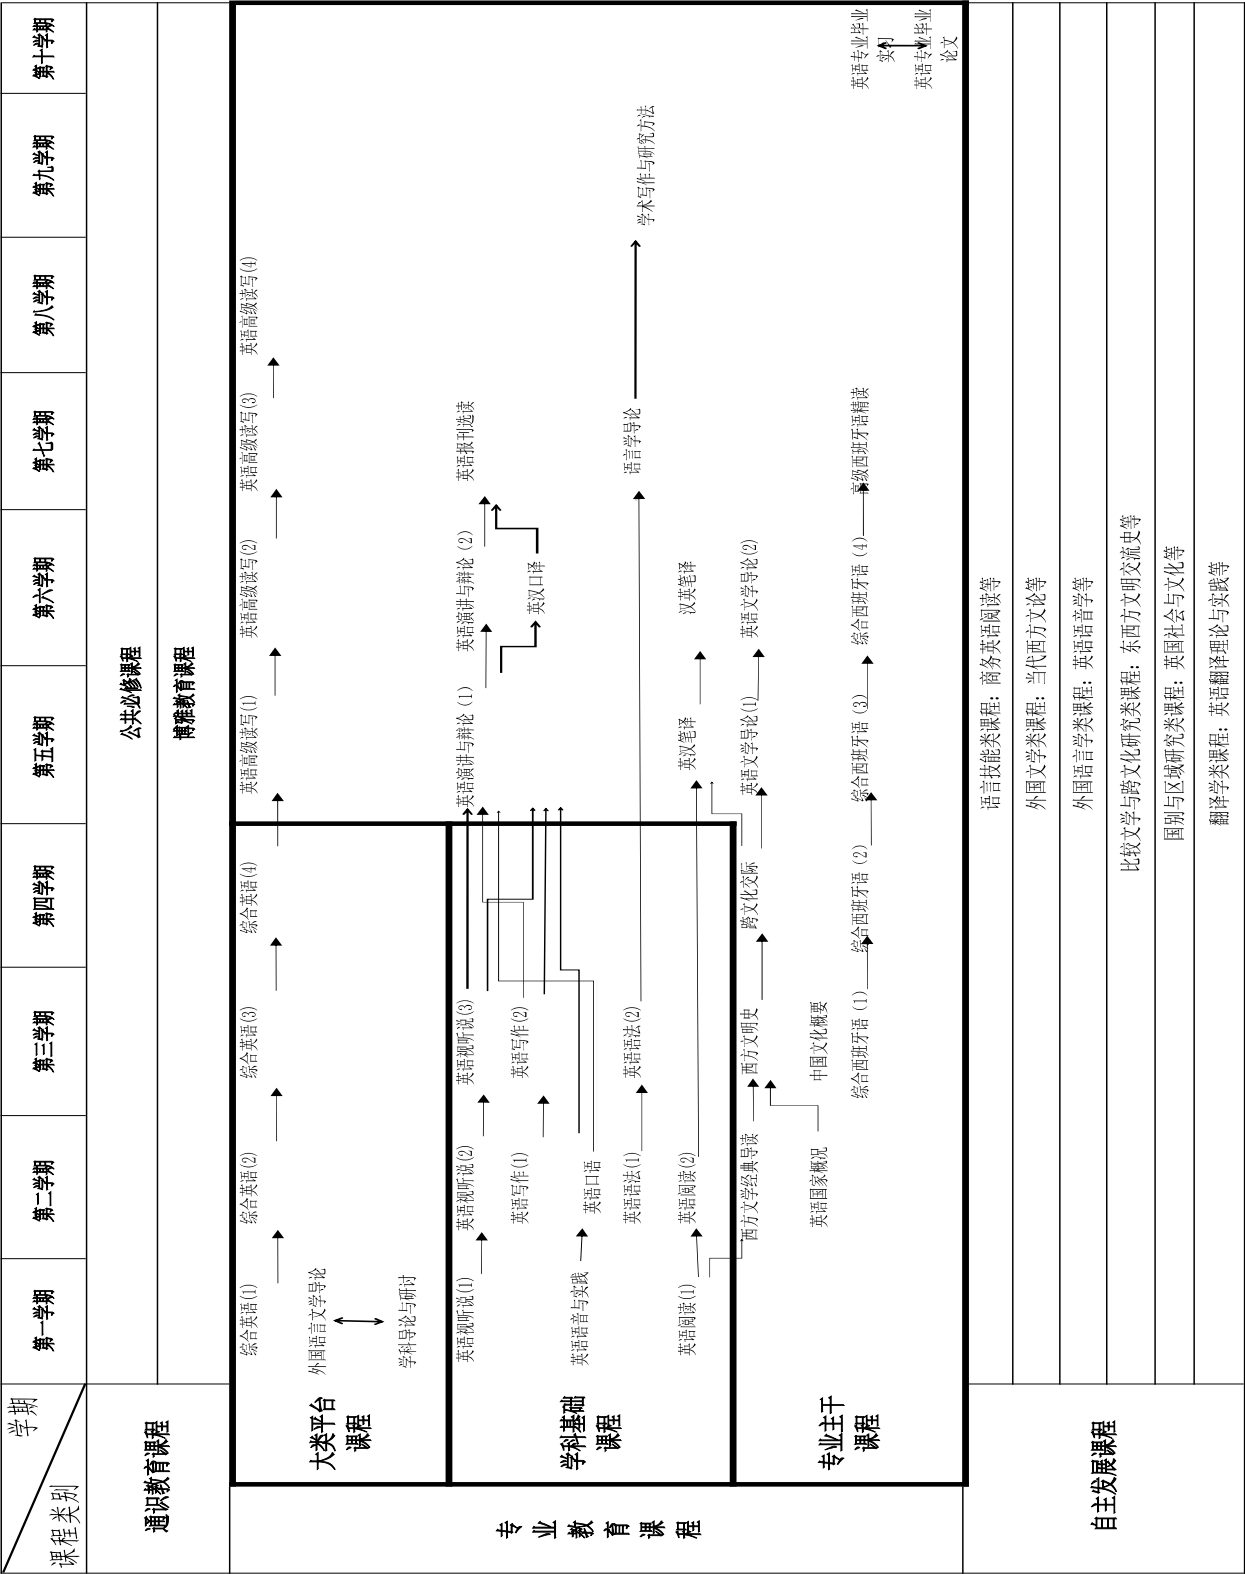 学期
课程类别
第一学期
第二学期
第三学期
第四学期
第五学期
第六学期
第七学期
第八学期
第九学期
第十学期
通识教育课程
公共必修课程
博雅教育课程
专业教育课程
大类平台
课程
综合英语(1)
综合英语(2)
综合英语(3)
综合英语(4)
英语高级读写(1)
英语高级读写(2)
英语高级读写(3)
英语高级读写(4)
外国语言文学导论
学科导论与研讨
学科基础
课程
英语视听说(1)
英语视听说(2)
英语视听说(3)
英语演讲与辩论（1）
英语演讲与辩论（2）
英语报刊选读
英语写作(1)
英语写作(2)
英汉口译
英语语音与实践
英语口语
英语语法(1)
英语语法(2)
语言学导论
学术写作与研究方法
英语阅读(1)
英语阅读(2)
英汉笔译
汉英笔译
专业主干
课程
西方文学经典导读
西方文明史
跨文化交际
英语文学导论(1)
英语文学导论(2)
英语国家概况
中国文化概要
综合西班牙语（1）
综合西班牙语（2）
综合西班牙语（3）
综合西班牙语（4）
高级西班牙语精读
英语专业毕业
实习
英语专业毕业
论文
自主发展课程
语言技能类课程：商务英语阅读等
外国文学类课程：当代西方文论等
外国语言学类课程：英语语音学等
比较文学与跨文化研究类课程：东西方文明交流史等
国别与区域研究类课程：英国社会与文化等
翻译学类课程：英语翻译理论与实践等